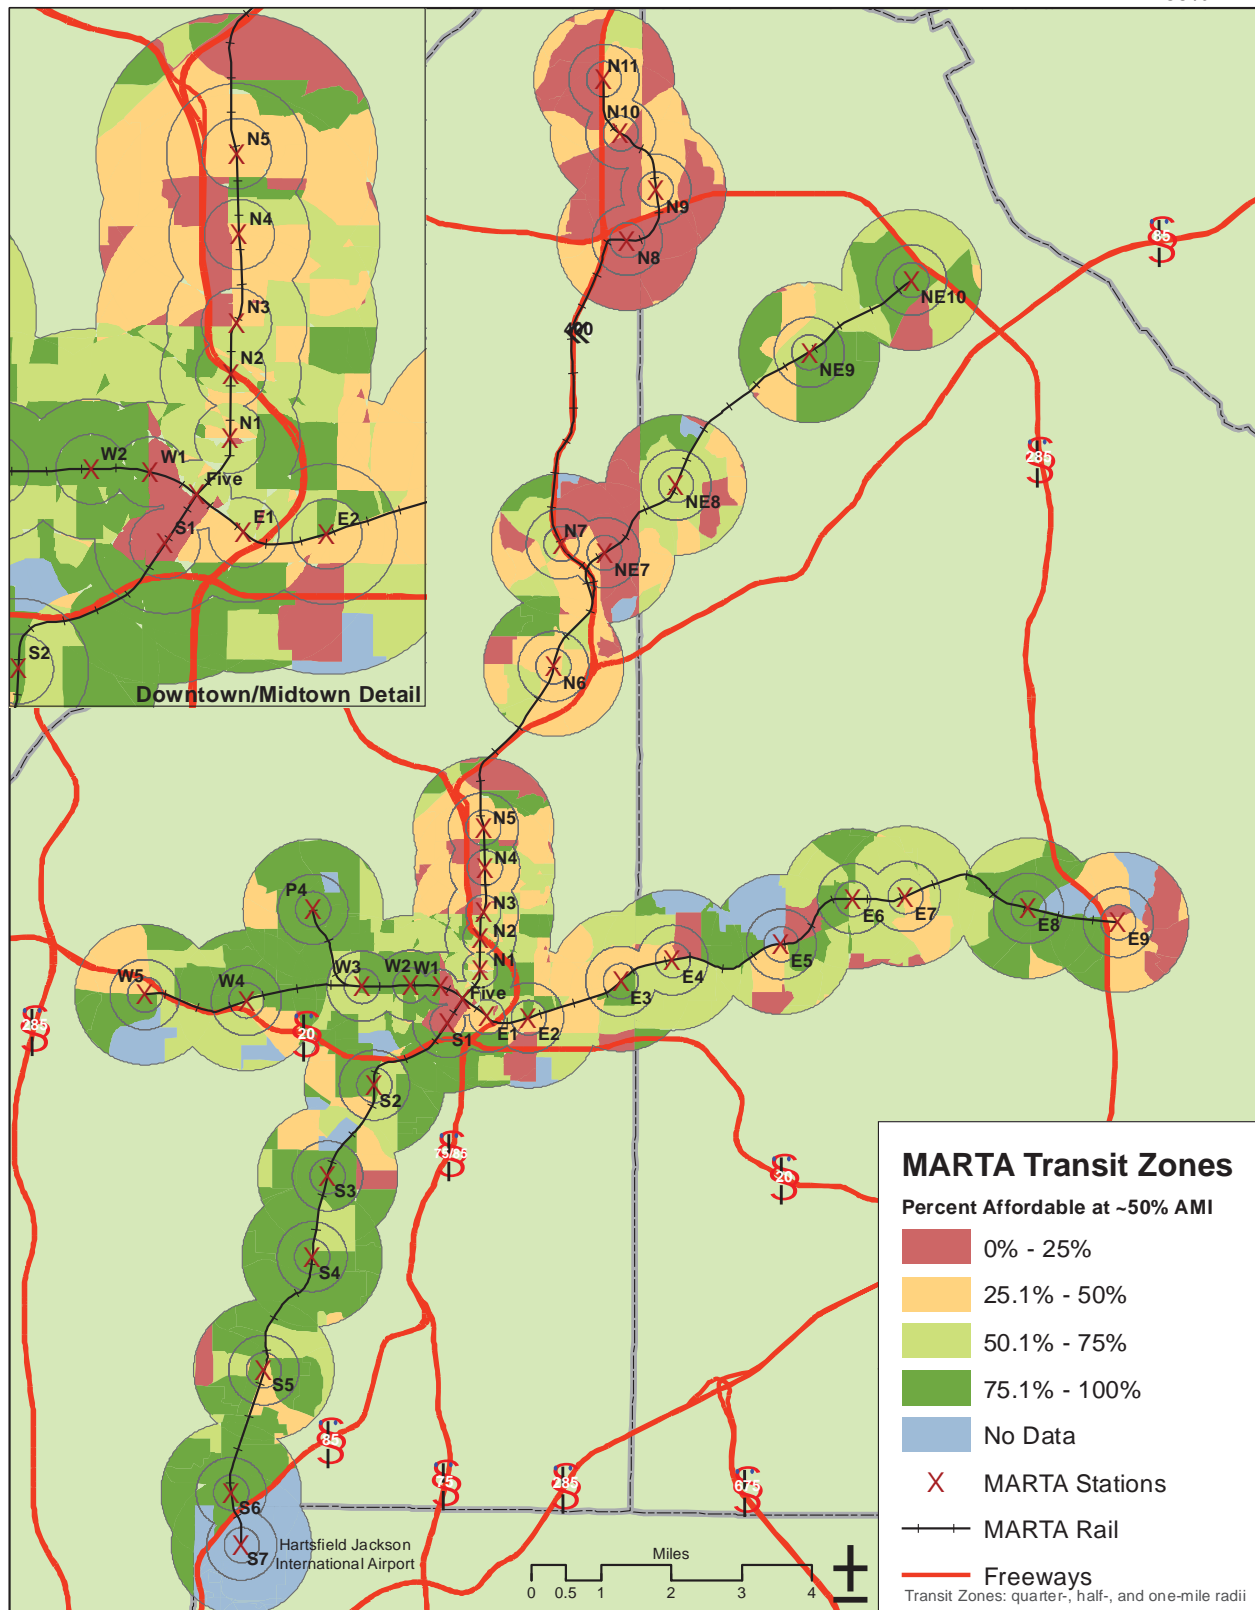 N5
N4
N3
N2
N1
W2
W1
Five
S1
E1
E2
S2
Downtown/Midtown Detail
N11
N10
N9
N8
85
NE10
400
NE9
285
NE8
N7
NE7
N6
N5
N4
P4
N3
N2
E6
E7
E8
E9
W5
W4
W3
W2
W1
N1
E5
E4
E3
Five
285
20
S1
E1
E2
S2
75/85
20
S3
S4
S5
85
75
285
675
S6
S7
Hartsfield Jackson
International Airport
Miles
0 0.5 1 2 3 4
MARTA Transit Zones
Percent Affordable at ~50% AMI
0% - 25%
25.1% - 50%
50.1% - 75%
75.1% - 100%
No Data
MARTA Stations
MARTA Rail
Freeways
Transit Zones: quarter-, half-, and one-mile radii